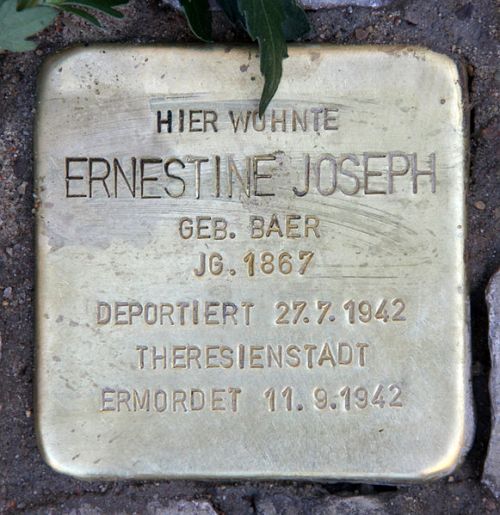 HIER WOHNTE
ERNESTINE JOSEPH
GEB. BAER
JG. 1867
DEPORTIERT 27.7.1942
THERESIENSTADT
ERMORDET 11.9.1942